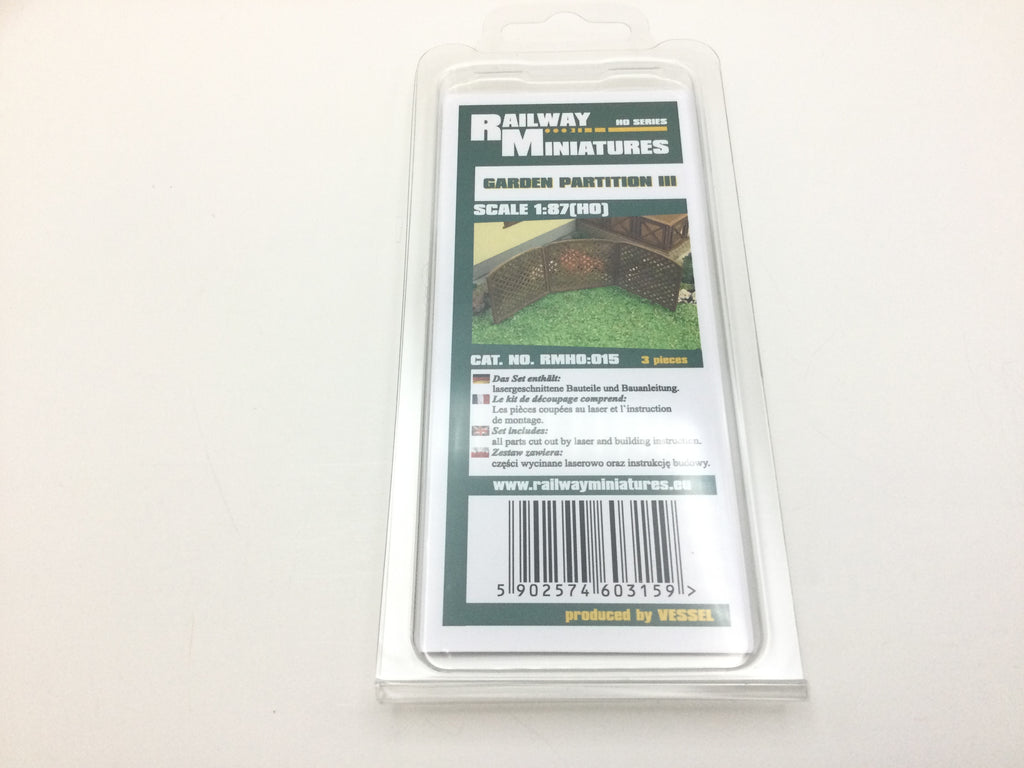 RAILWAY HO SERIES
MINIATURES
GARDEN PARTITION III
SCALE 1:87(HO)
CAT. NO. RMHO:015 3 pieces
Das Set enthält:
lasergeschnittene Bauteile und Bauanleitung.
Le kit de découpage comprend:
Les pièces coupées au laser et l'instruction
de montage.
Set includes:
all parts cut out by laser and building instruction.
Zestaw zawiera:
części wycinane laserowo oraz instrukcję budowy.
www.railwayminiatures.eu
5 902574 603159 >
produced by VESSEL